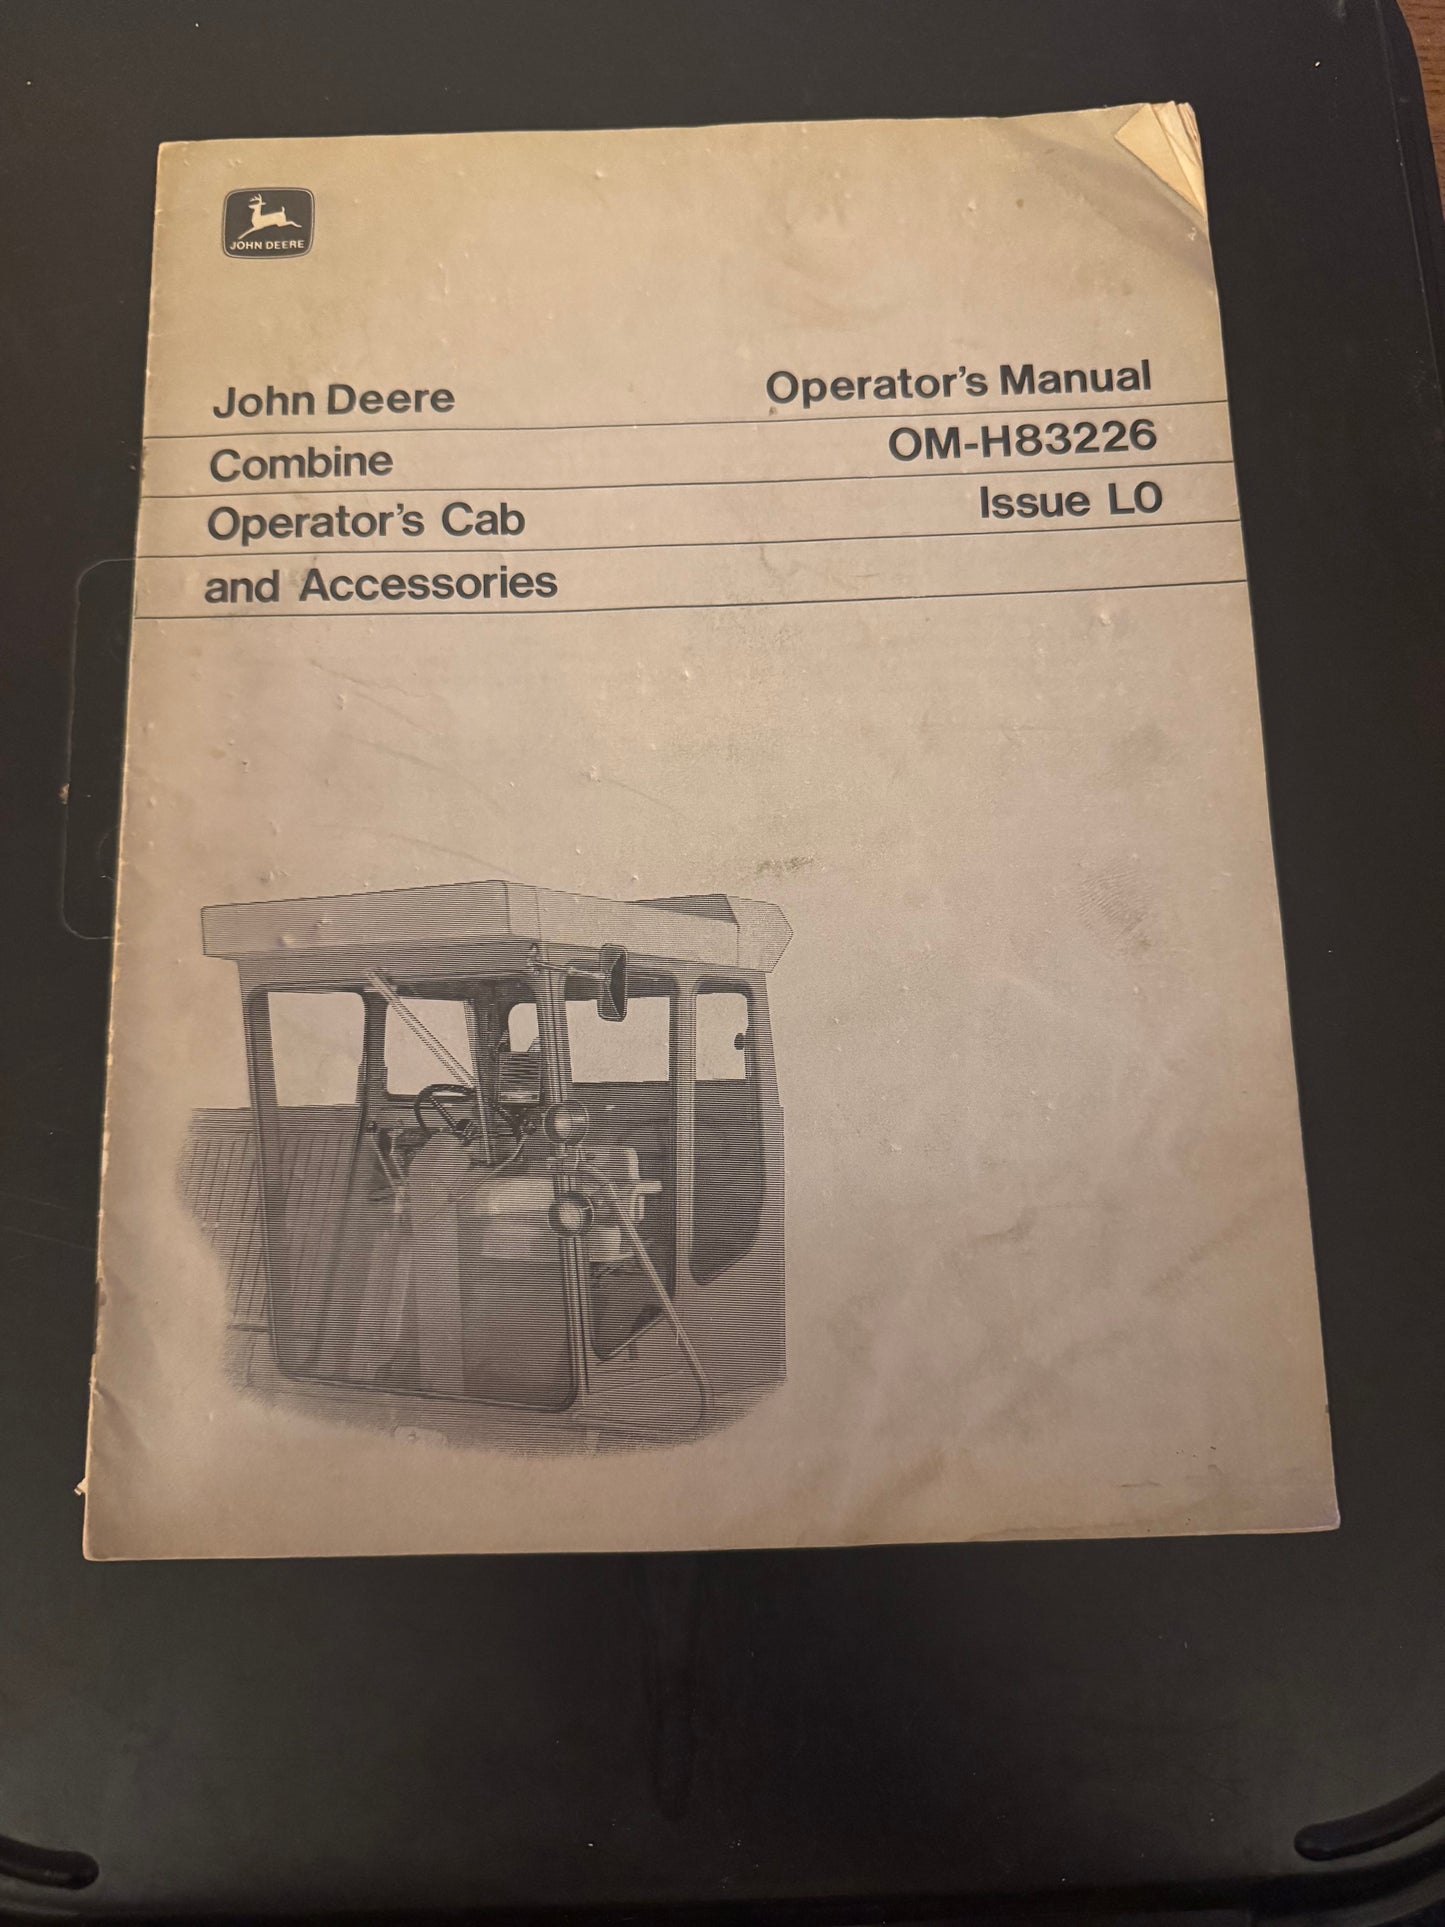 JOHN DEERE
John Deere
Combine
Operator's Cab
and Accessories
Operator's Manual
OM-H83226
Issue L0